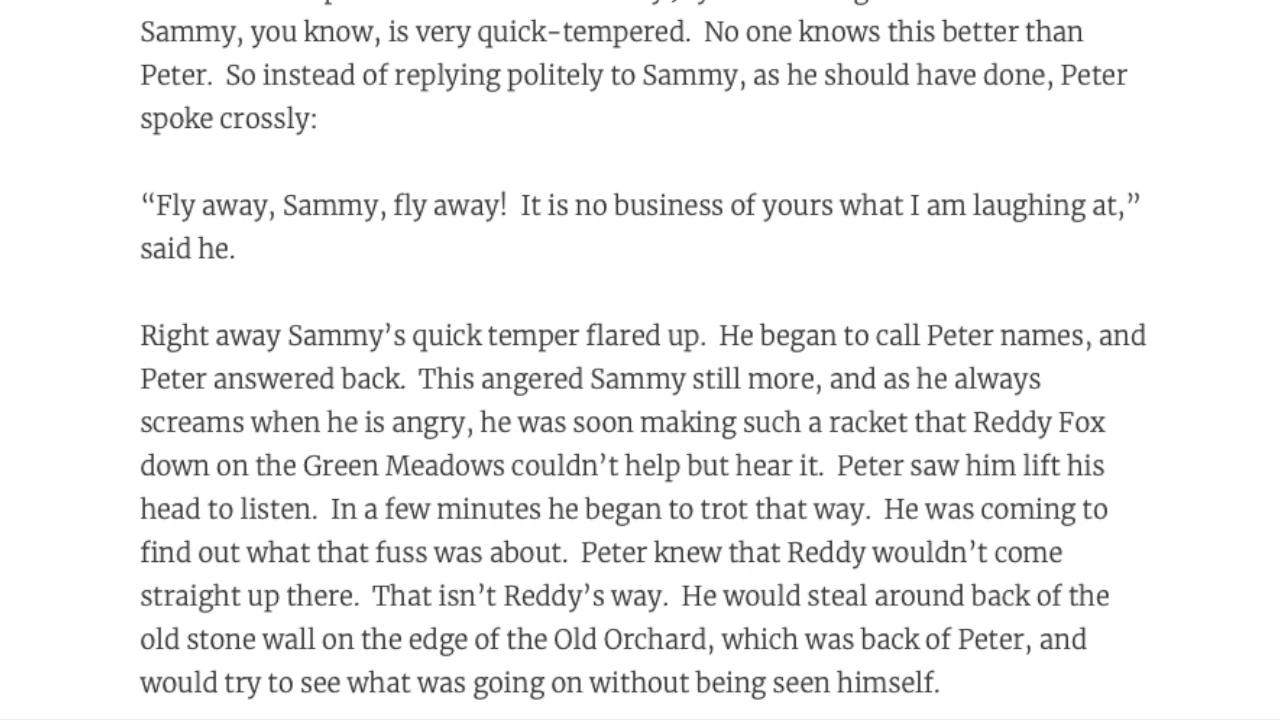 Sammy, you know, is very quick-tempered.  No one knows this better than
Peter.  So instead of replying politely to Sammy, as he should have done, Peter
spoke crossly:
“Fly away, Sammy, fly away!  It is no business of yours what I am laughing at,”
said he.
Right away Sammy’s quick temper flared up.  He began to call Peter names, and
Peter answered back.  This angered Sammy still more, and as he always
screams when he is angry, he was soon making such a racket that Reddy Fox
down on the Green Meadows couldn’t help but hear it.  Peter saw him lift his
head to listen.  In a few minutes he began to trot that way.  He was coming to
find out what that fuss was about.  Peter knew that Reddy wouldn’t come
straight up there.  That isn’t Reddy’s way.  He would steal around back of the
old stone wall on the edge of the Old Orchard, which was back of Peter, and
would try to see what was going on without being seen himself.